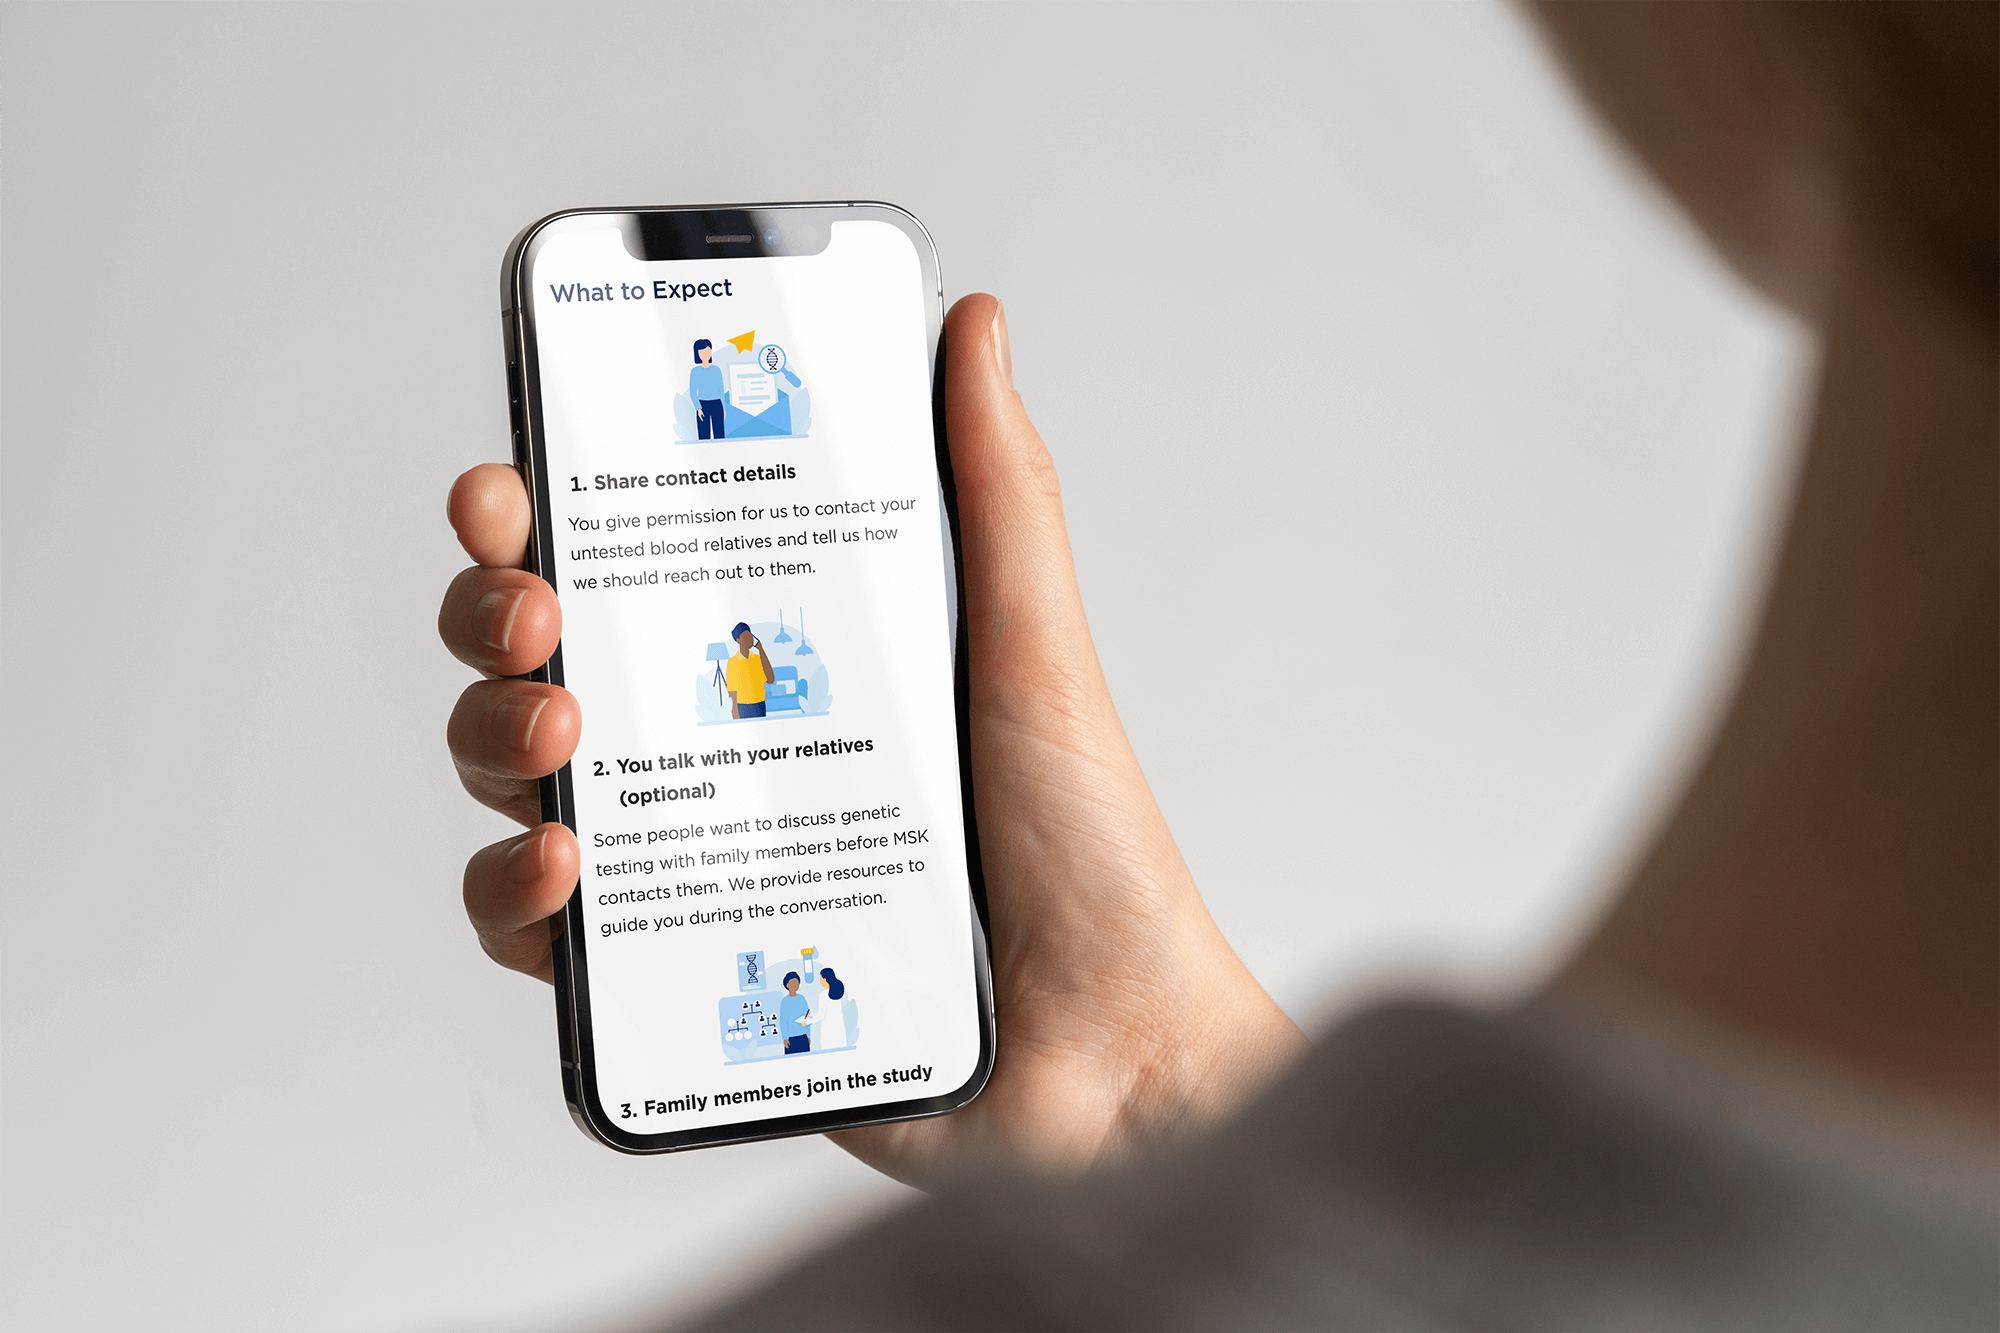 What to Expect
1. Share contact details
You give permission for us to contact your
untested blood relatives and tell us how
we should reach out to them.
2. You talk with your relatives
(optional)
Some people want to discuss genetic
testing with family members before MSK
contacts them. We provide resources to
guide you during the conversation.
3. Family members join the study